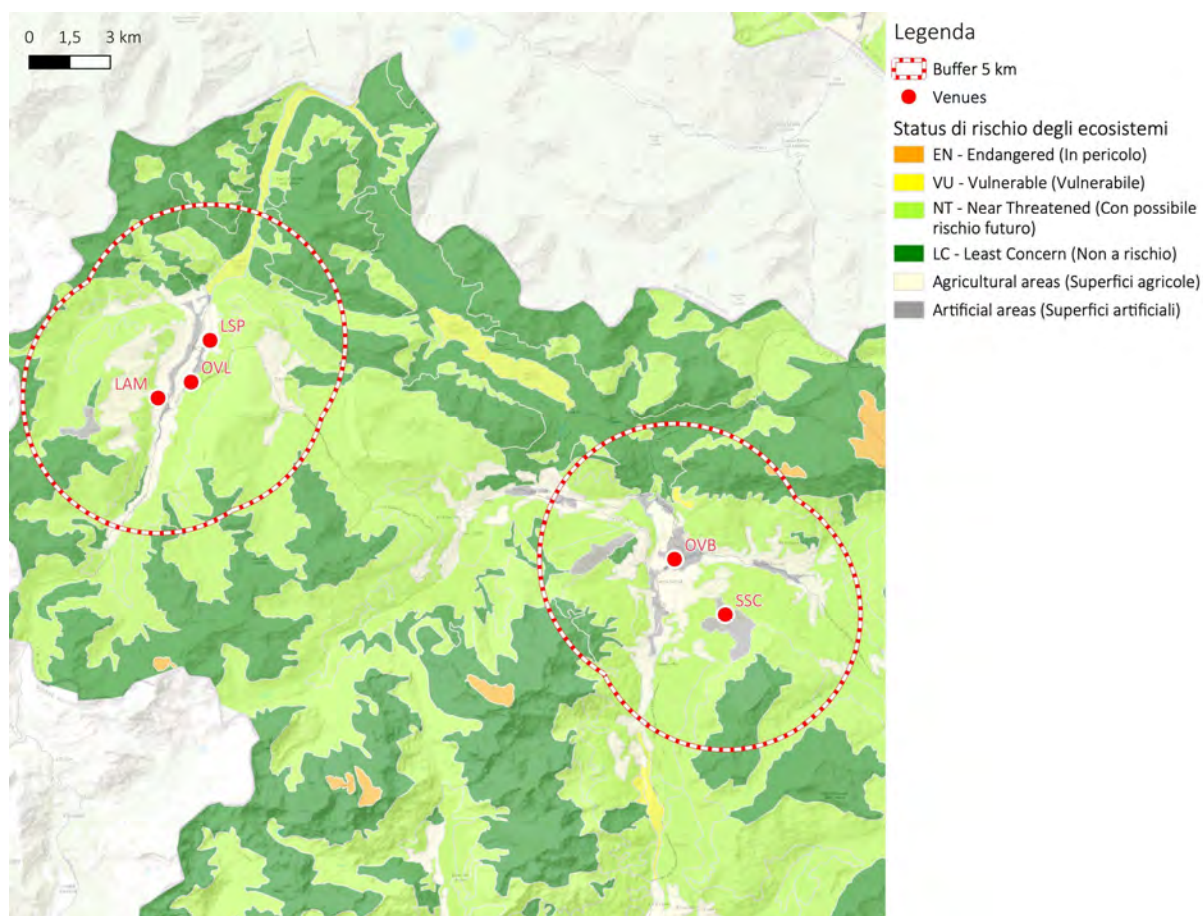 0 1,5 3 km
LSP
OVL
LAM
OVB
SSC
Legenda
Buffer 5 km
Venues
Status di rischio degli ecosistemi
EN - Endangered (In pericolo)
VU - Vulnerable (Vulnerabile)
NT - Near Threatened (Con possibile
rischio futuro)
LC - Least Concern (Non a rischio)
Agricultural areas (Superfici agricole)
Artificial areas (Superfici artificiali)